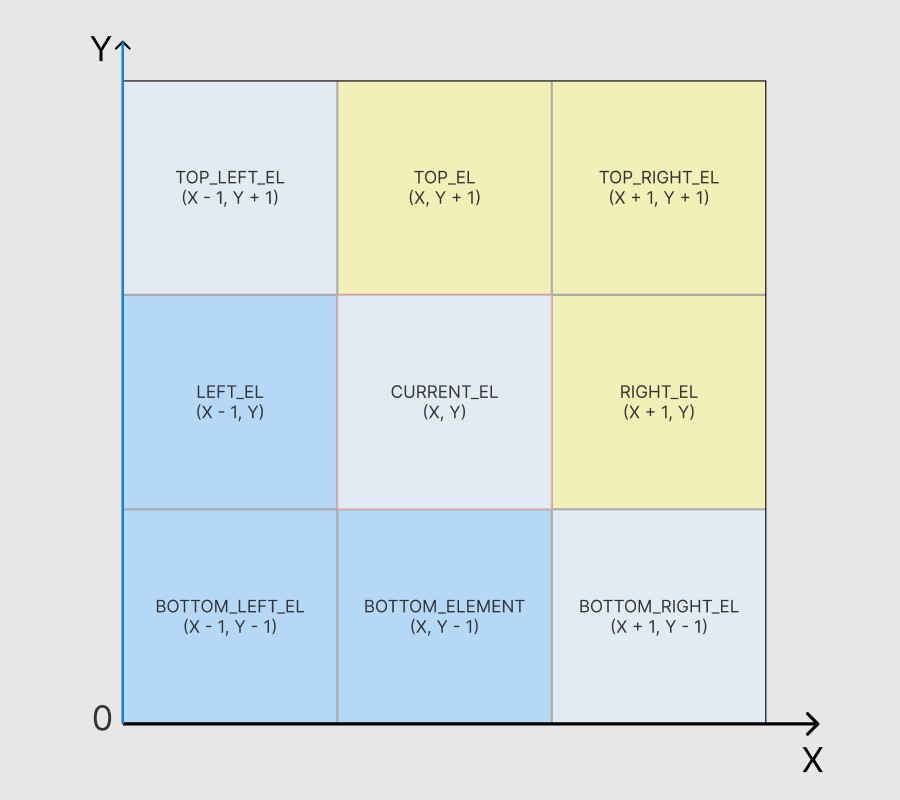 Y
TOP_LEFT_EL
(X - 1, Y + 1)
TOP_EL
(X, Y + 1)
TOP_RIGHT_EL
(X + 1, Y + 1)
LEFT_EL
(X - 1, Y)
CURRENT_EL
(X, Y)
RIGHT_EL
(X + 1, Y)
BOTTOM_LEFT_EL
(X - 1, Y - 1)
BOTTOM_ELEMENT
(X, Y - 1)
BOTTOM_RIGHT_EL
(X + 1, Y - 1)
0
X